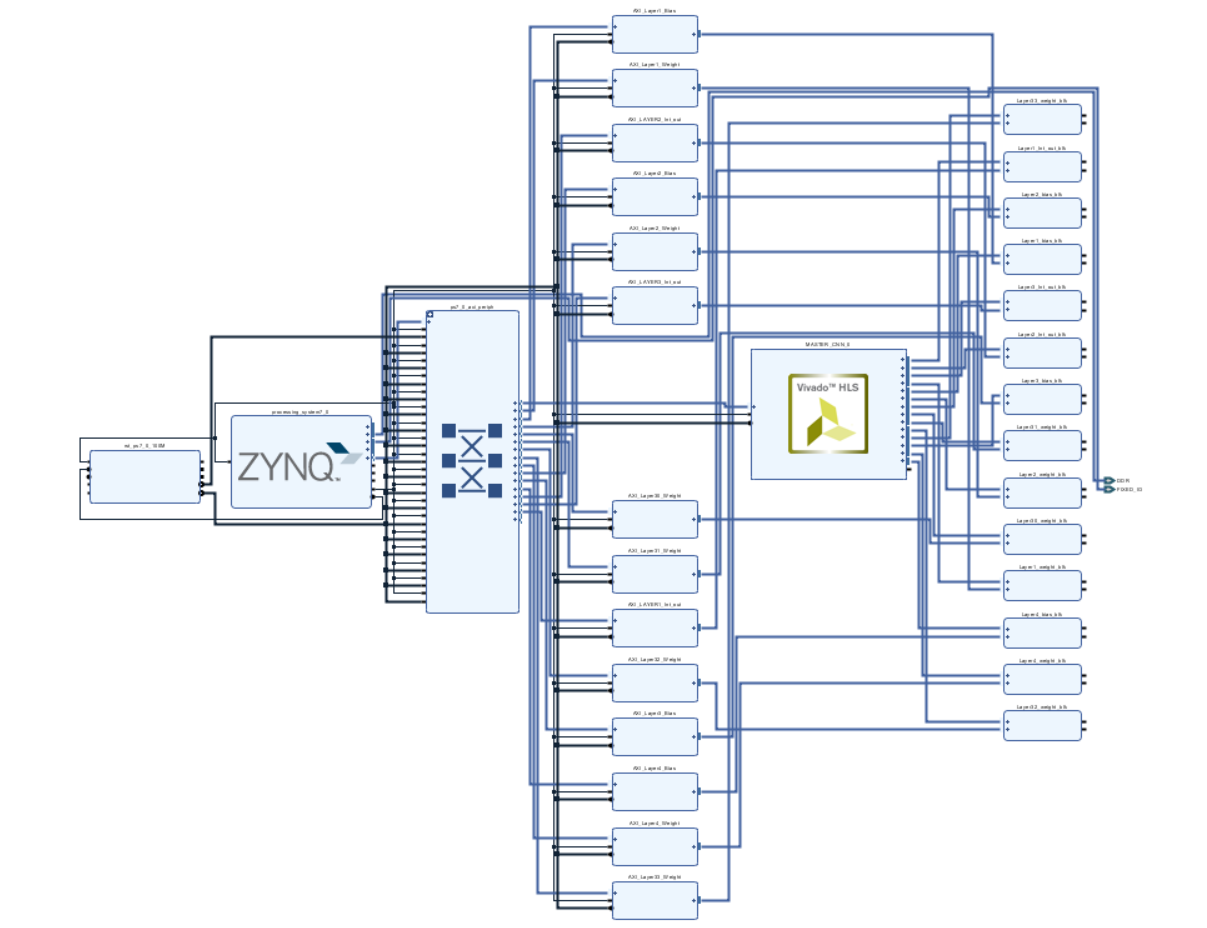 AXI_Layer1_Bias
AXI_Layer1_Weight
AXI_LAYER2_Int_out
AXI_Layer2_Bias
AXI_Layer2_Weight
AXI_LAYER3_Int_out
ps7_0_axi_periph
processing_system7_0
ZYNQ
rst_ps7_0_100M
MASTER_CNN_0
Vivado™ HLS
AXI_Layer30_Weight
AXI_Layer31_Weight
AXI_LAYER1_Int_out
AXI_Layer32_Weight
AXI_Layer3_Bias
AXI_Layer4_Bias
AXI_Layer4_Weight
AXI_Layer33_Weight
Layer33_weight_blk
Layer1_Int_out_blk
Layer2_bias_blk
Layer1_bias_blk
Layer3_Int_out_blk
Layer2_Int_out_blk
Layer3_bias_blk
Layer31_weight_blk
Layer2_weight_blk
Layer30_weight_blk
Layer1_weight_blk
Layer4_bias_blk
Layer4_weight_blk
Layer32_weight_blk
DDR
FIXED_IO